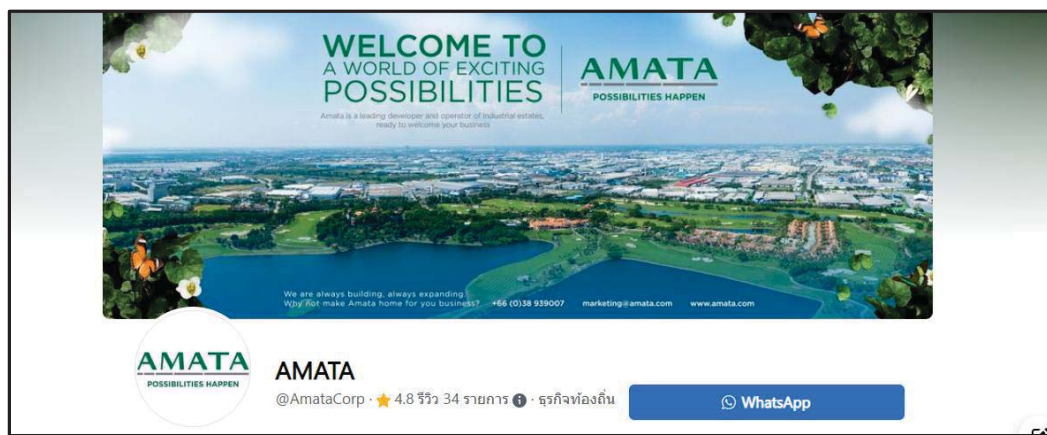 WELCOME TO
A WORLD OF EXCITING
POSSIBILITIES
AMATA
POSSIBILITIES HAPPEN
Amata is a leading developer and operator of industrial estates,
ready to welcome your business
We are always building, always expanding.
Why not make Amata home for you business? +66 (0)38 939007 marketing@amata.com www.amata.com
AMATA
POSSIBILITIES HAPPEN
AMATA
@AmataCorp · 4.8 รีวิว 34 รายการ · ธุรกิจท้องถิ่น
WhatsApp